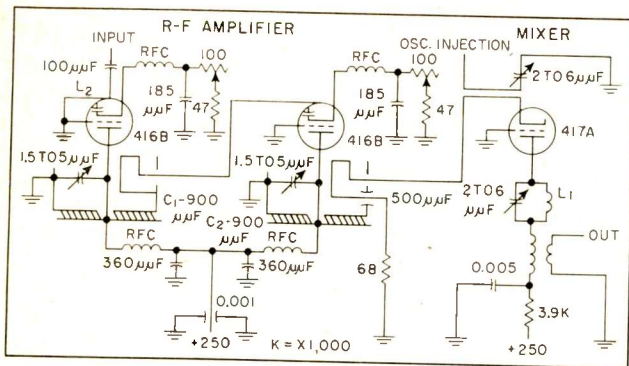 R-F AMPLIFIER
MIXER
INPUT
OSC. INJECTION
100μμF
RFC
100
RFC
100
2 TO 6 μμF
L2
185
μμF
47
185
μμF
47
416B
416B
417A
1.5 TO 5 μμF
1.5 TO 5 μμF
2 TO 6
μμF
L1
C1-900
μμF
C2-900
μμF
500μμF
RFC
RFC
OUT
360μμF
360μμF
68
0.005
0.001
3.9K
+250
K = X1,000
+250